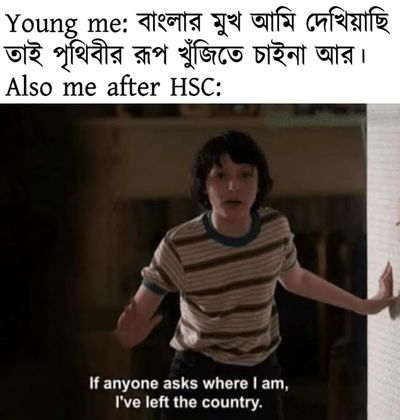 Young me: বাংলার মুখ আমি দেখিয়াছি
তাই পৃথিবীর রূপ খুঁজিতে চাইনা আর।
Also me after HSC:
If anyone asks where I am,
I've left the country.